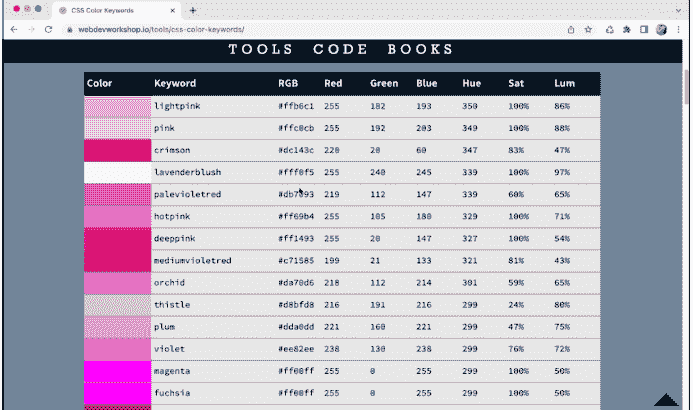 CSS Color Keywords
webdevworkshop.io/tools/css-color-keywords/
TOOLS CODE BOOKS
Color Keyword RGB Red Green Blue Hue Sat Lum
lightpink #ffb6c1 255 182 193 350 100% 86%
pink #ffc0cb 255 192 203 349 100% 88%
crimson #dc143c 220 20 60 347 83% 47%
lavenderblush #fff0f5 255 240 245 339 100% 97%
palevioletred #db7093 219 112 147 339 60% 65%
hotpink #ff69b4 255 105 180 329 100% 71%
deeppink #ff1493 255 20 147 327 100% 54%
mediumvioletred #c71585 199 21 133 321 81% 43%
orchid #da70d6 218 112 214 301 59% 65%
thistle #d8bfd8 216 191 216 299 24% 80%
plum #dda0dd 221 160 221 299 47% 75%
violet #ee82ee 238 130 238 299 76% 72%
magenta #ff00ff 255 0 255 299 100% 50%
fuchsia #ff00ff 255 0 255 299 100% 50%